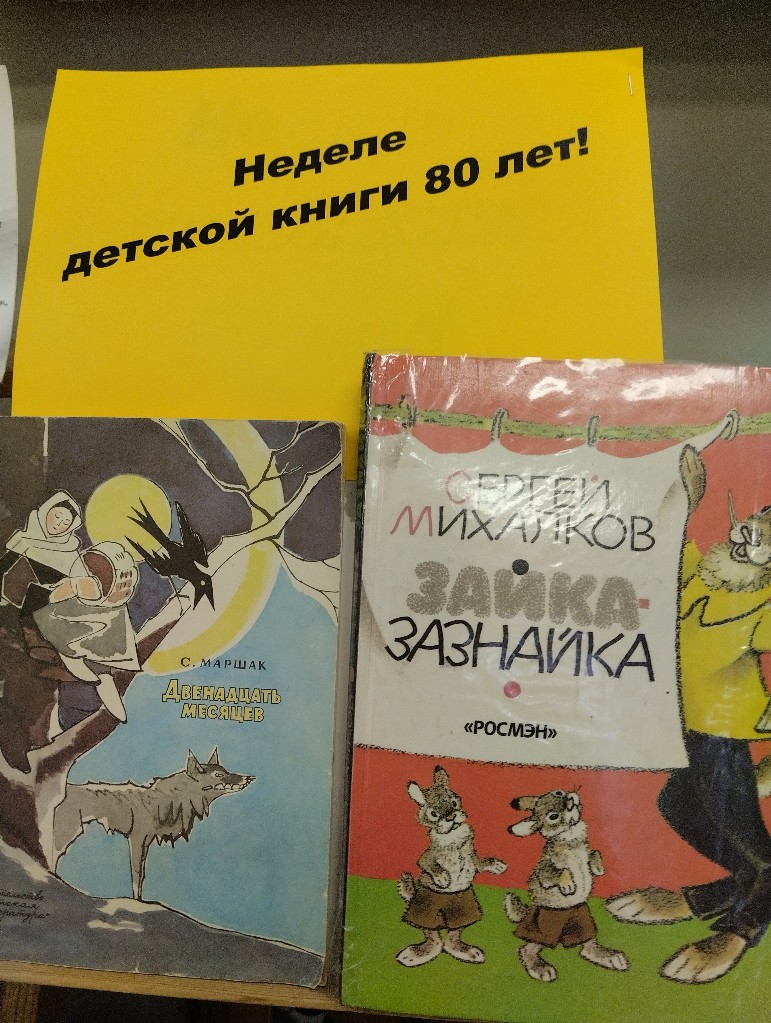 Неделе
детской книги 80 лет!
С. МАРШАК
ДВЕНАДЦАТЬ
МЕСЯЦЕВ
СЕРГЕЙ
МИХАЛКОВ
ЗАЙКА-
ЗАЗНАЙКА
«РОСМЭН»